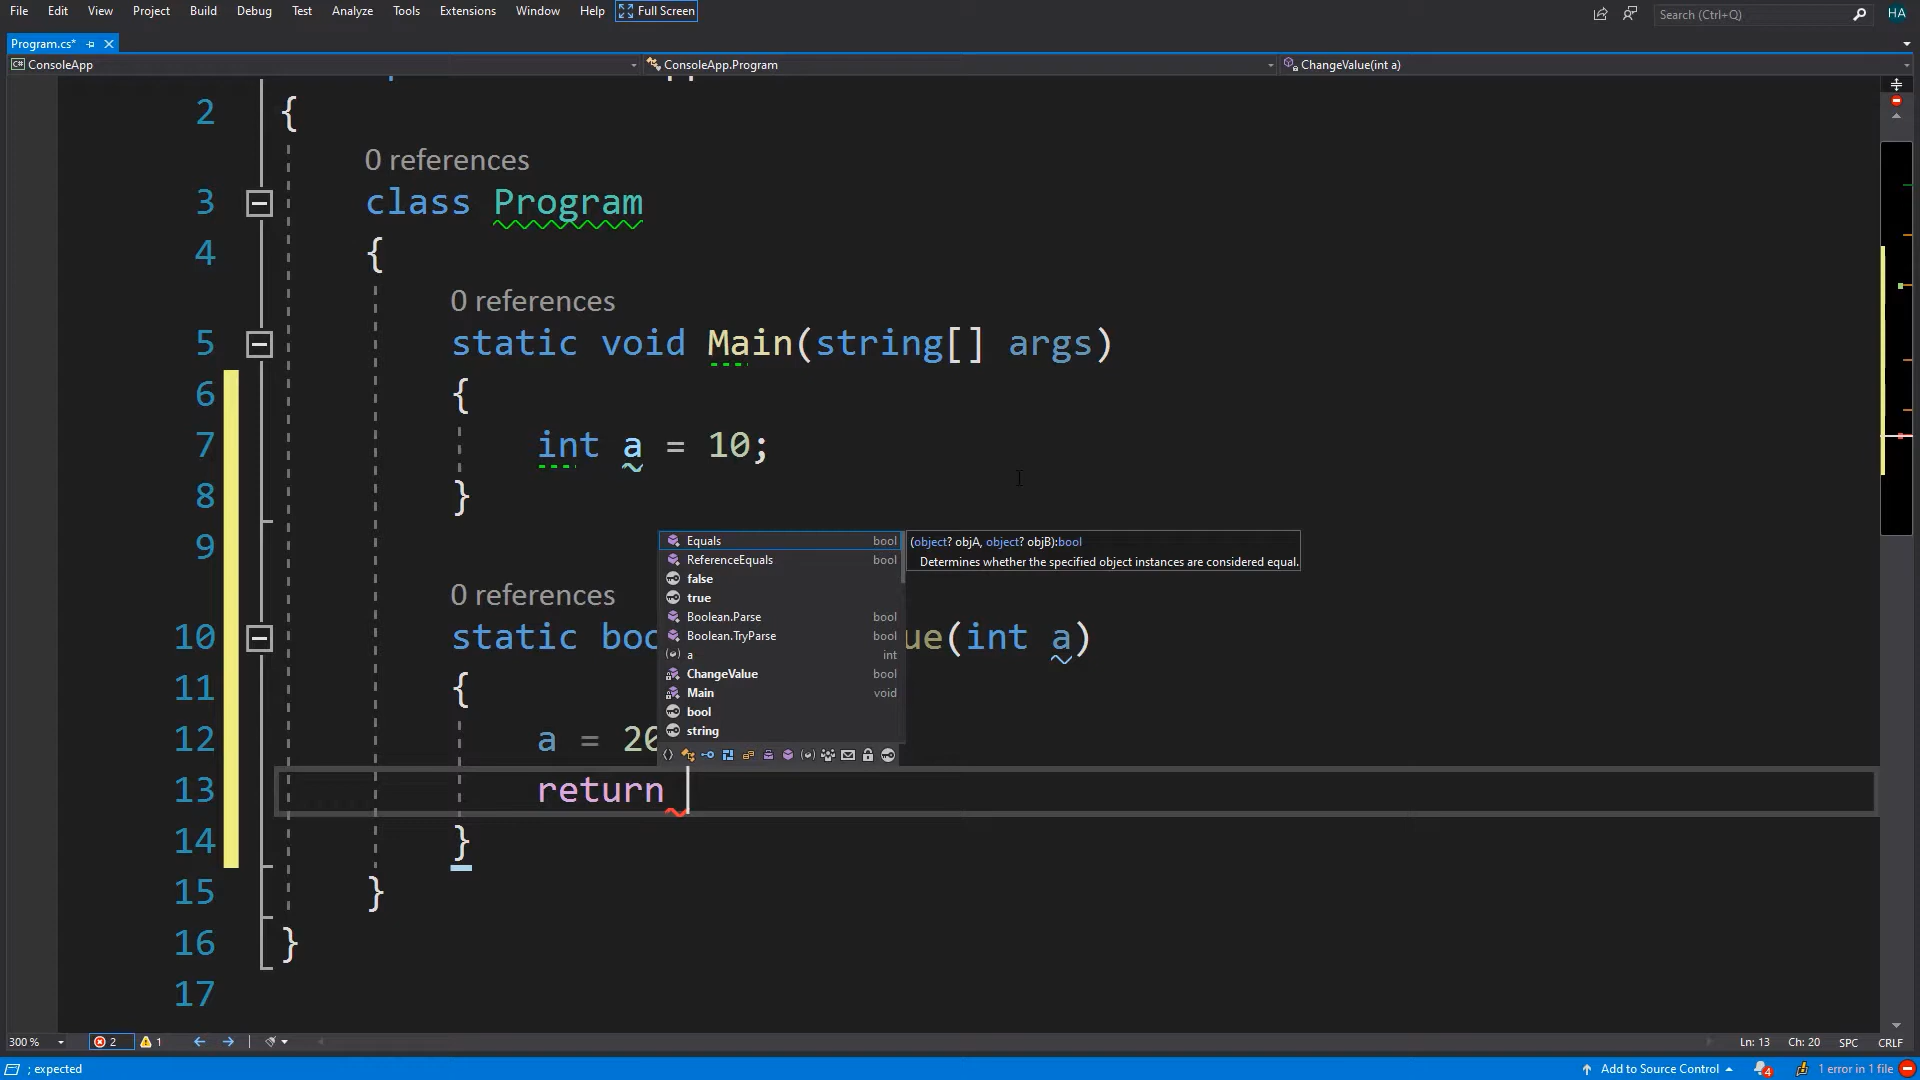 File Edit View Project Build Debug Test Analyze Tools Extensions Window Help Full Screen Search (Ctrl+Q) HA
Program.cs*
ConsoleApp ConsoleApp.Program ChangeValue(int a)
2 {
0 references
3 class Program
4 {
0 references
5 static void Main(string[] args)
6 {
7 int a = 10;
8 }
9
Equals bool (object? objA, object? objB):bool
ReferenceEquals bool Determines whether the specified object instances are considered equal.
false
0 references
true
Boolean.Parse bool
10 static boo ue(int a)
Boolean.TryParse bool
a int
ChangeValue bool
11 {
Main void
bool
string
12 a = 20
13 return
14 }
15 }
16 }
17
300 % 2 1 Ln: 13 Ch: 20 SPC CRLF
; expected Add to Source Control 4 1 error in 1 file